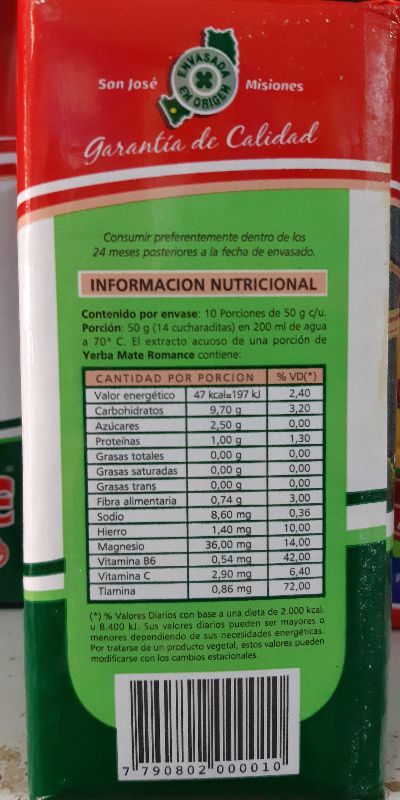 ENVASADA
EN ORIGEN
San José Misiones
Garantía de Calidad
Consumir preferentemente dentro de los
24 meses posteriores a la fecha de envasado.
INFORMACION NUTRICIONAL
Contenido por envase: 10 Porciones de 50 g c/u.
Porción: 50 g (14 cucharaditas) en 200 ml de agua
a 70° C. El extracto acuoso de una porción de
Yerba Mate Romance contiene:
CANTIDAD POR PORCION % VD(*)
Valor energético 47 kcal=197 kJ 2,40
Carbohidratos 9,70 g 3,20
Azúcares 2,50 g 0,00
Proteínas 1,00 g 1,30
Grasas totales 0,00 g 0,00
Grasas saturadas 0,00 g 0,00
Grasas trans 0,00 g 0,00
Fibra alimentaria 0,74 g 3,00
Sodio 8,60 mg 0,36
Hierro 1,40 mg 10,00
Magnesio 36,00 mg 14,00
Vitamina B6 0,54 mg 42,00
Vitamina C 2,90 mg 6,40
Tiamina 0,86 mg 72,00
(*) % Valores Diarios con base a una dieta de 2.000 kcal.
u 8.400 kJ. Sus valores diarios pueden ser mayores o
menores dependiendo de sus necesidades energéticas.
Por tratarse de un producto vegetal, estos valores pueden
modificarse con los cambios estacionales.
7 790802 000010